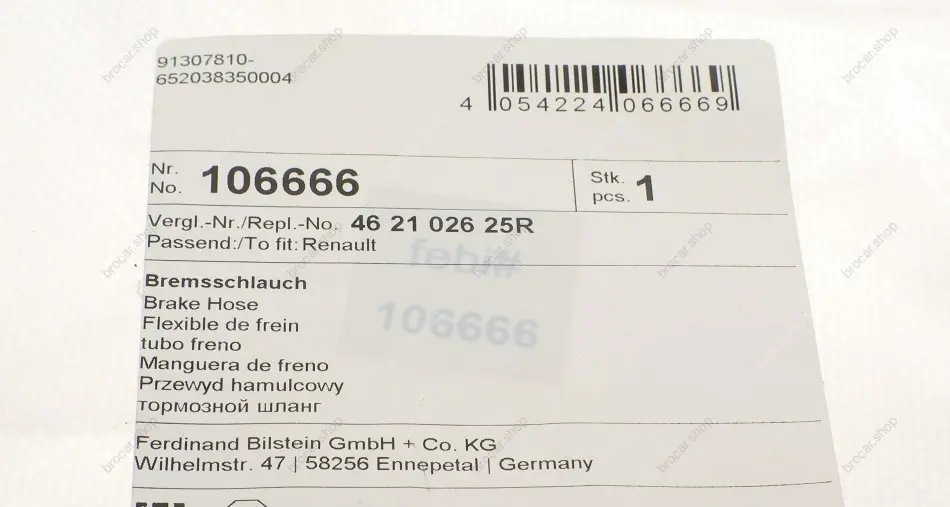 91307810-
652038350004
4 054224 066669
Nr.
No. 106666
Stk.
pcs. 1
Vergl.-Nr./Repl.-No. 46 21 026 25R
Passend:/To fit: Renault
febi#
106666
Bremsschlauch
Brake Hose
Flexible de frein
tubo freno
Manguera de freno
Przewyd hamulcowy
тормозной шланг
Ferdinand Bilstein GmbH + Co. KG
Wilhelmstr. 47 | 58256 Ennepetal | Germany
brocar.shop